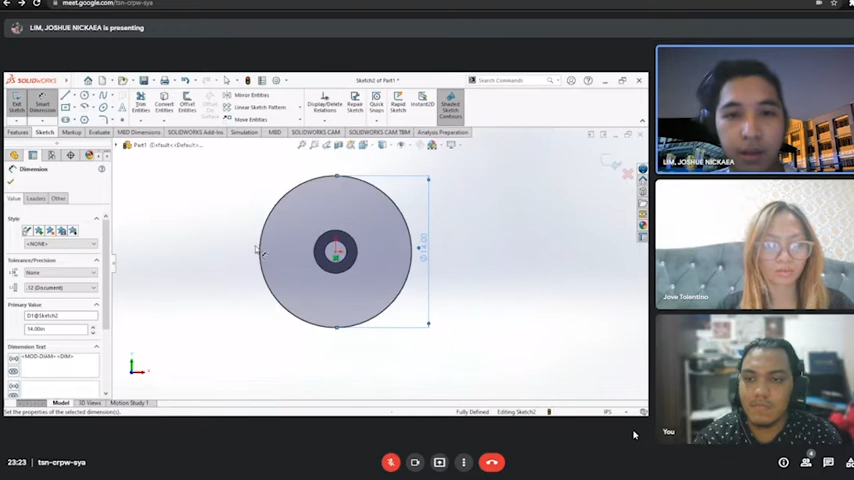 meet.google.com/tsn-crpw-sya
LIM, JOSHUE NICKAEA is presenting
SOLIDWORKS
Sketch2 of Part1 *
Search Commands
Exit Sketch
Smart Dimension
Trim Entities
Convert Entities
Offset Entities
Mirror Entities
Linear Sketch Pattern
Move Entities
Display/Delete Relations
Repair Sketch
Quick Snaps
Rapid Sketch
Instant2D
Shaded Sketch Contours
Features
Sketch
Markup
Evaluate
MBD Dimensions
SOLIDWORKS Add-Ins
Simulation
MBD
SOLIDWORKS CAM
SOLIDWORKS CAM TBM
Analysis Preparation
Part1 (Default<<Default>...
Dimension
Value
Leaders
Other
Style
<NONE>
Tolerance/Precision
None
.12 (Document)
Primary Value
D1@Sketch2
14.00in
Dimension Text
<MOD-DIAM><DIM>
Ø14.00
Model
3D Views
Motion Study 1
Set the properties of the selected dimension(s).
Fully Defined
Editing Sketch2
IPS
LIM, JOSHUE NICKAEA
Jove Tolentino
You
23:23
tsn-crpw-sya
4